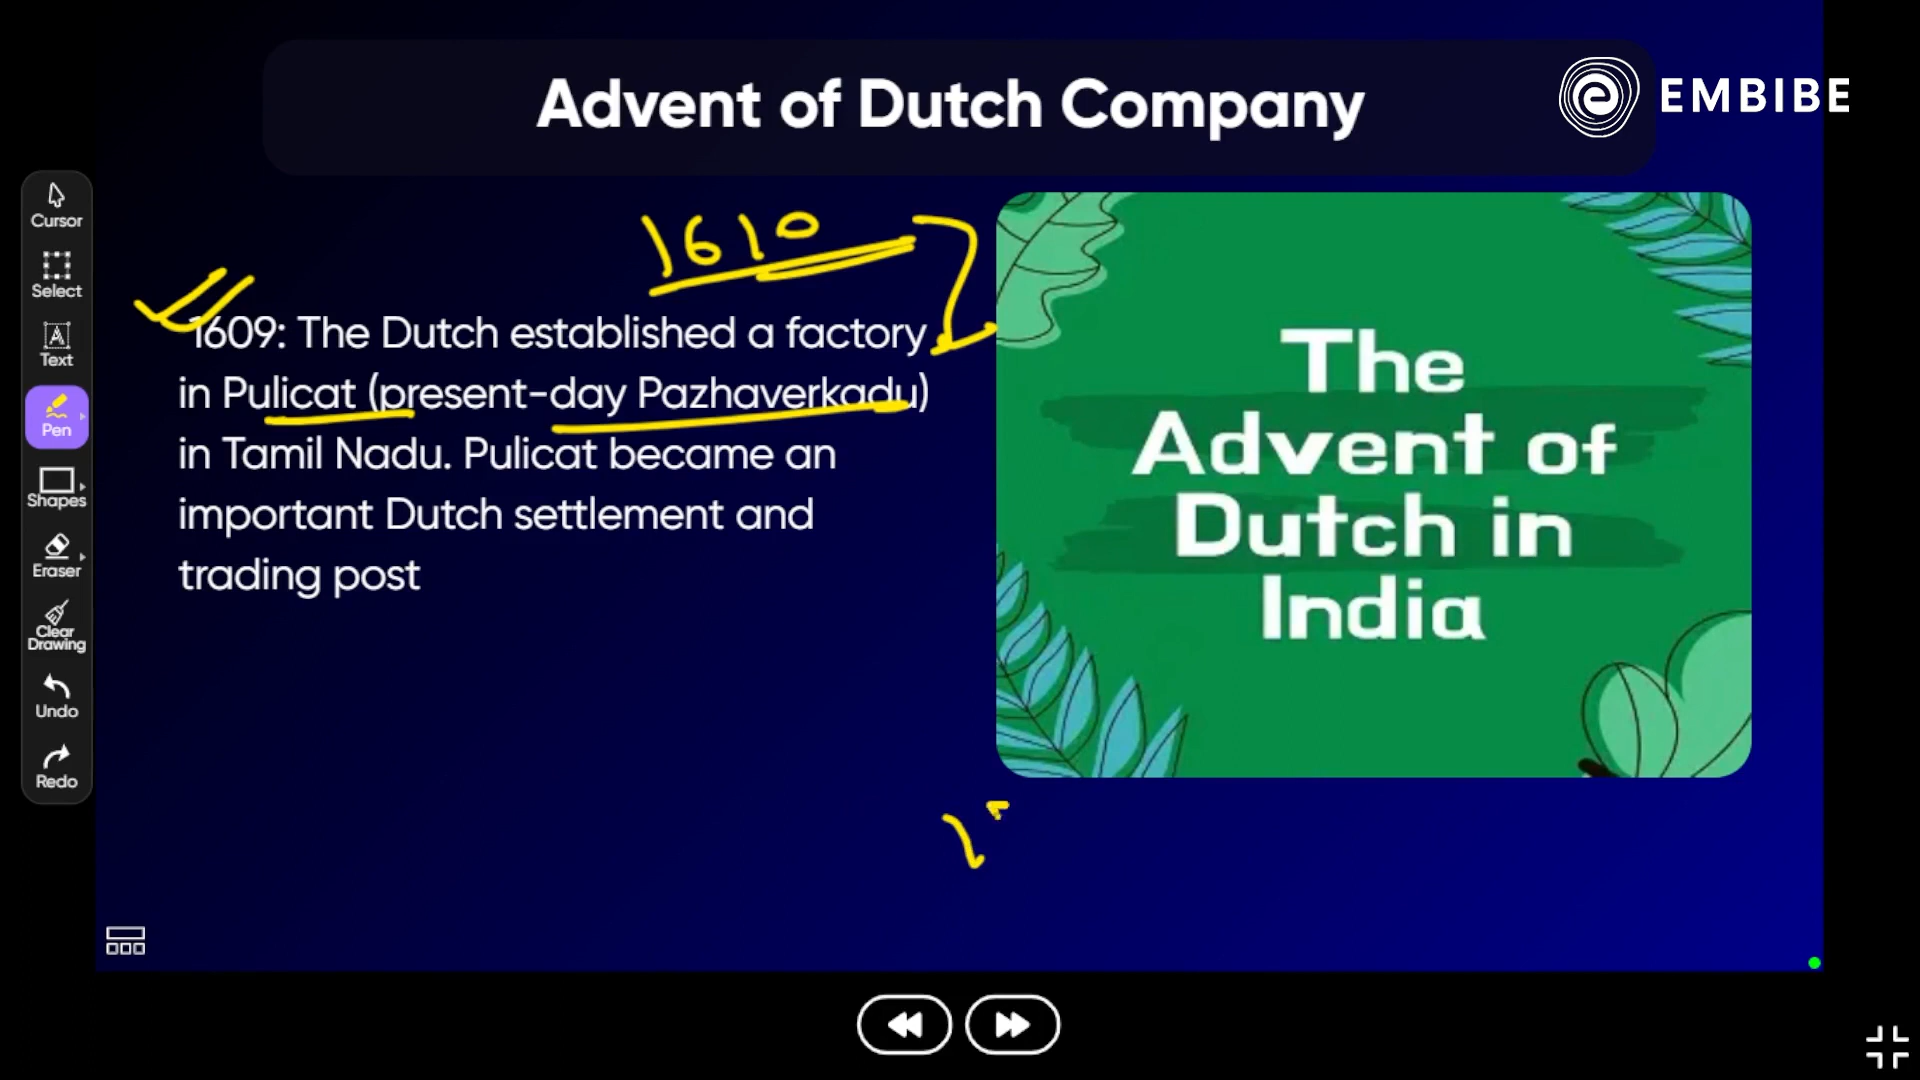 Advent of Dutch Company
EMBIBE
Cursor
Select
Text
Pen
Shapes
Eraser
Clear
Drawing
Undo
Redo
1610
1609: The Dutch established a factory
in Pulicat (present-day Pazhaverkadu)
in Tamil Nadu. Pulicat became an
important Dutch settlement and
trading post
The
Advent of
Dutch in
India